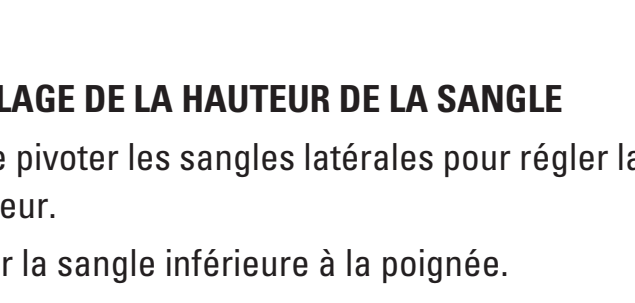 LAGE DE LA HAUTEUR DE LA SANGLE
pivoter les sangles latérales pour régler la
eur.
r la sangle inférieure à la poignée.